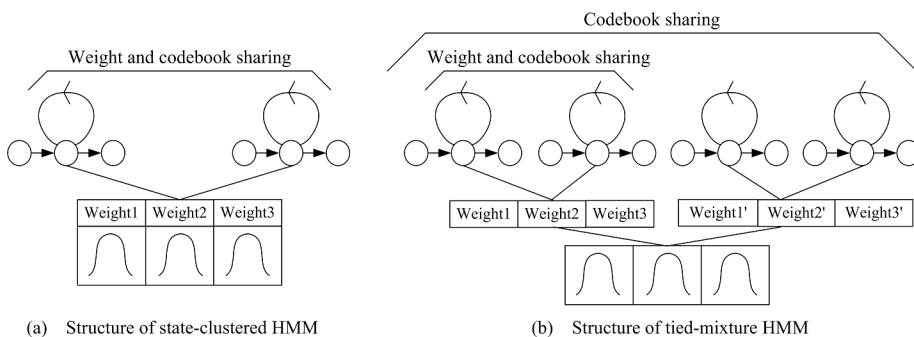 Codebook sharing
Weight and codebook sharing
Weight and codebook sharing
Weight1 Weight2 Weight3
Weight1 Weight2 Weight3
Weight1' Weight2' Weight3'
(a) Structure of state-clustered HMM
(b) Structure of tied-mixture HMM